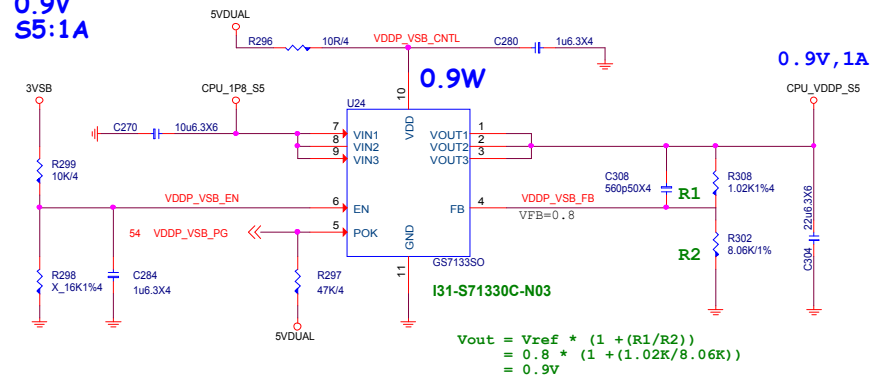 0.9V
S5:1A
5VDUAL
R296
10R/4
VDDP_VSB_CNTL
C280
1u6.3X4
0.9V,1A
3VSB
CPU_1P8_S5
0.9W
CPU_VDDP_S5
U24
10
C270
10u6.3X6
7
VIN1
VDD
VOUT1
1
8
VIN2
VOUT2
2
9
VIN3
VOUT3
3
R299
10K/4
C308
560p50X4
R1
R308
1.02K1%4
22u6.3X6
C304
VDDP_VSB_EN
6
EN
FB
4
VDDP_VSB_FB
VFB=0.8
54
VDDP_VSB_PG
5
POK
GND
R2
R302
8.06K/1%
R298
X_16K1%4
C284
1u6.3X4
R297
47K/4
11
GS7133SO
I31-S71330C-N03
5VDUAL
Vout = Vref * (1 +(R1/R2))
= 0.8 * (1 +(1.02K/8.06K))
= 0.9V